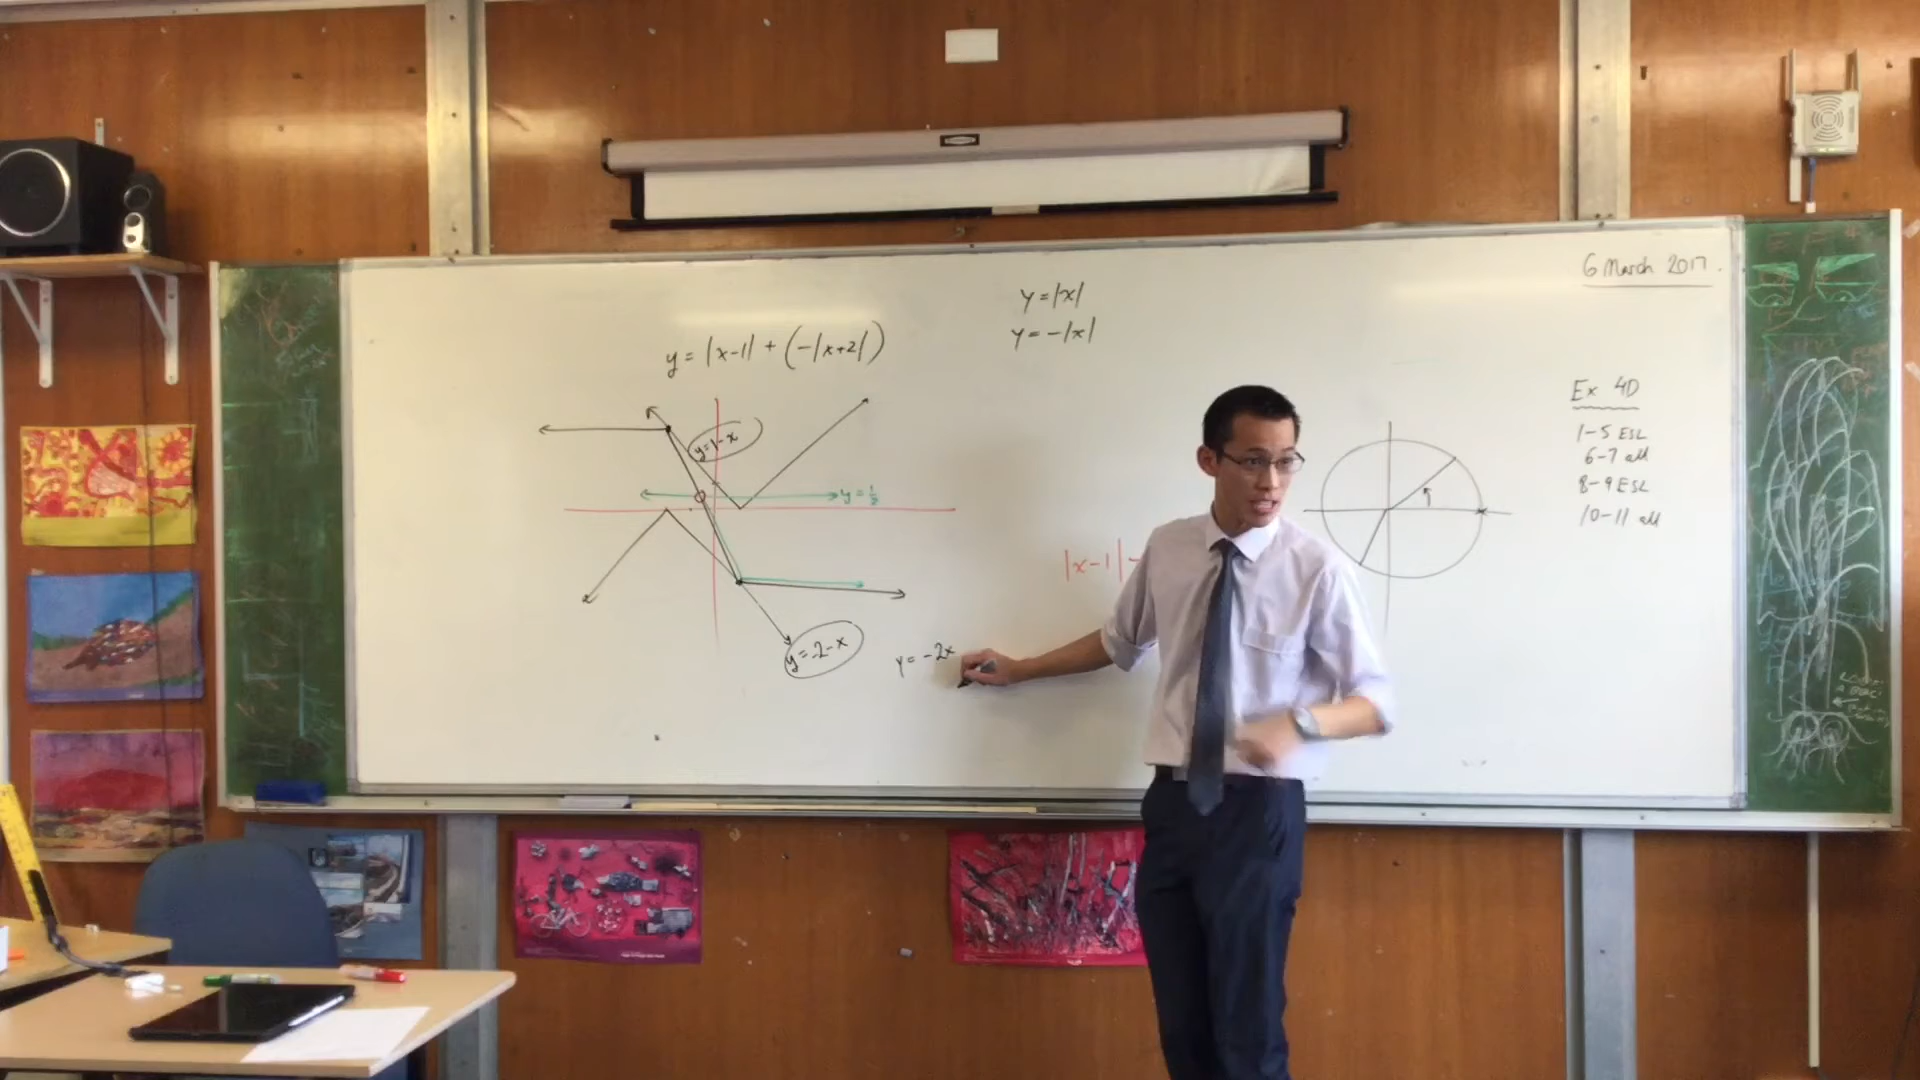 6 March 2017.
y = |x|
y = -|x|
y = |x-1| + (-|x+2|)
Ex 4D
1-5 ESL
6-7 all
8-9 ESL
10-11 all
y=1-x
y = 1/2
|x-1|
y=-2-x
y = -2x